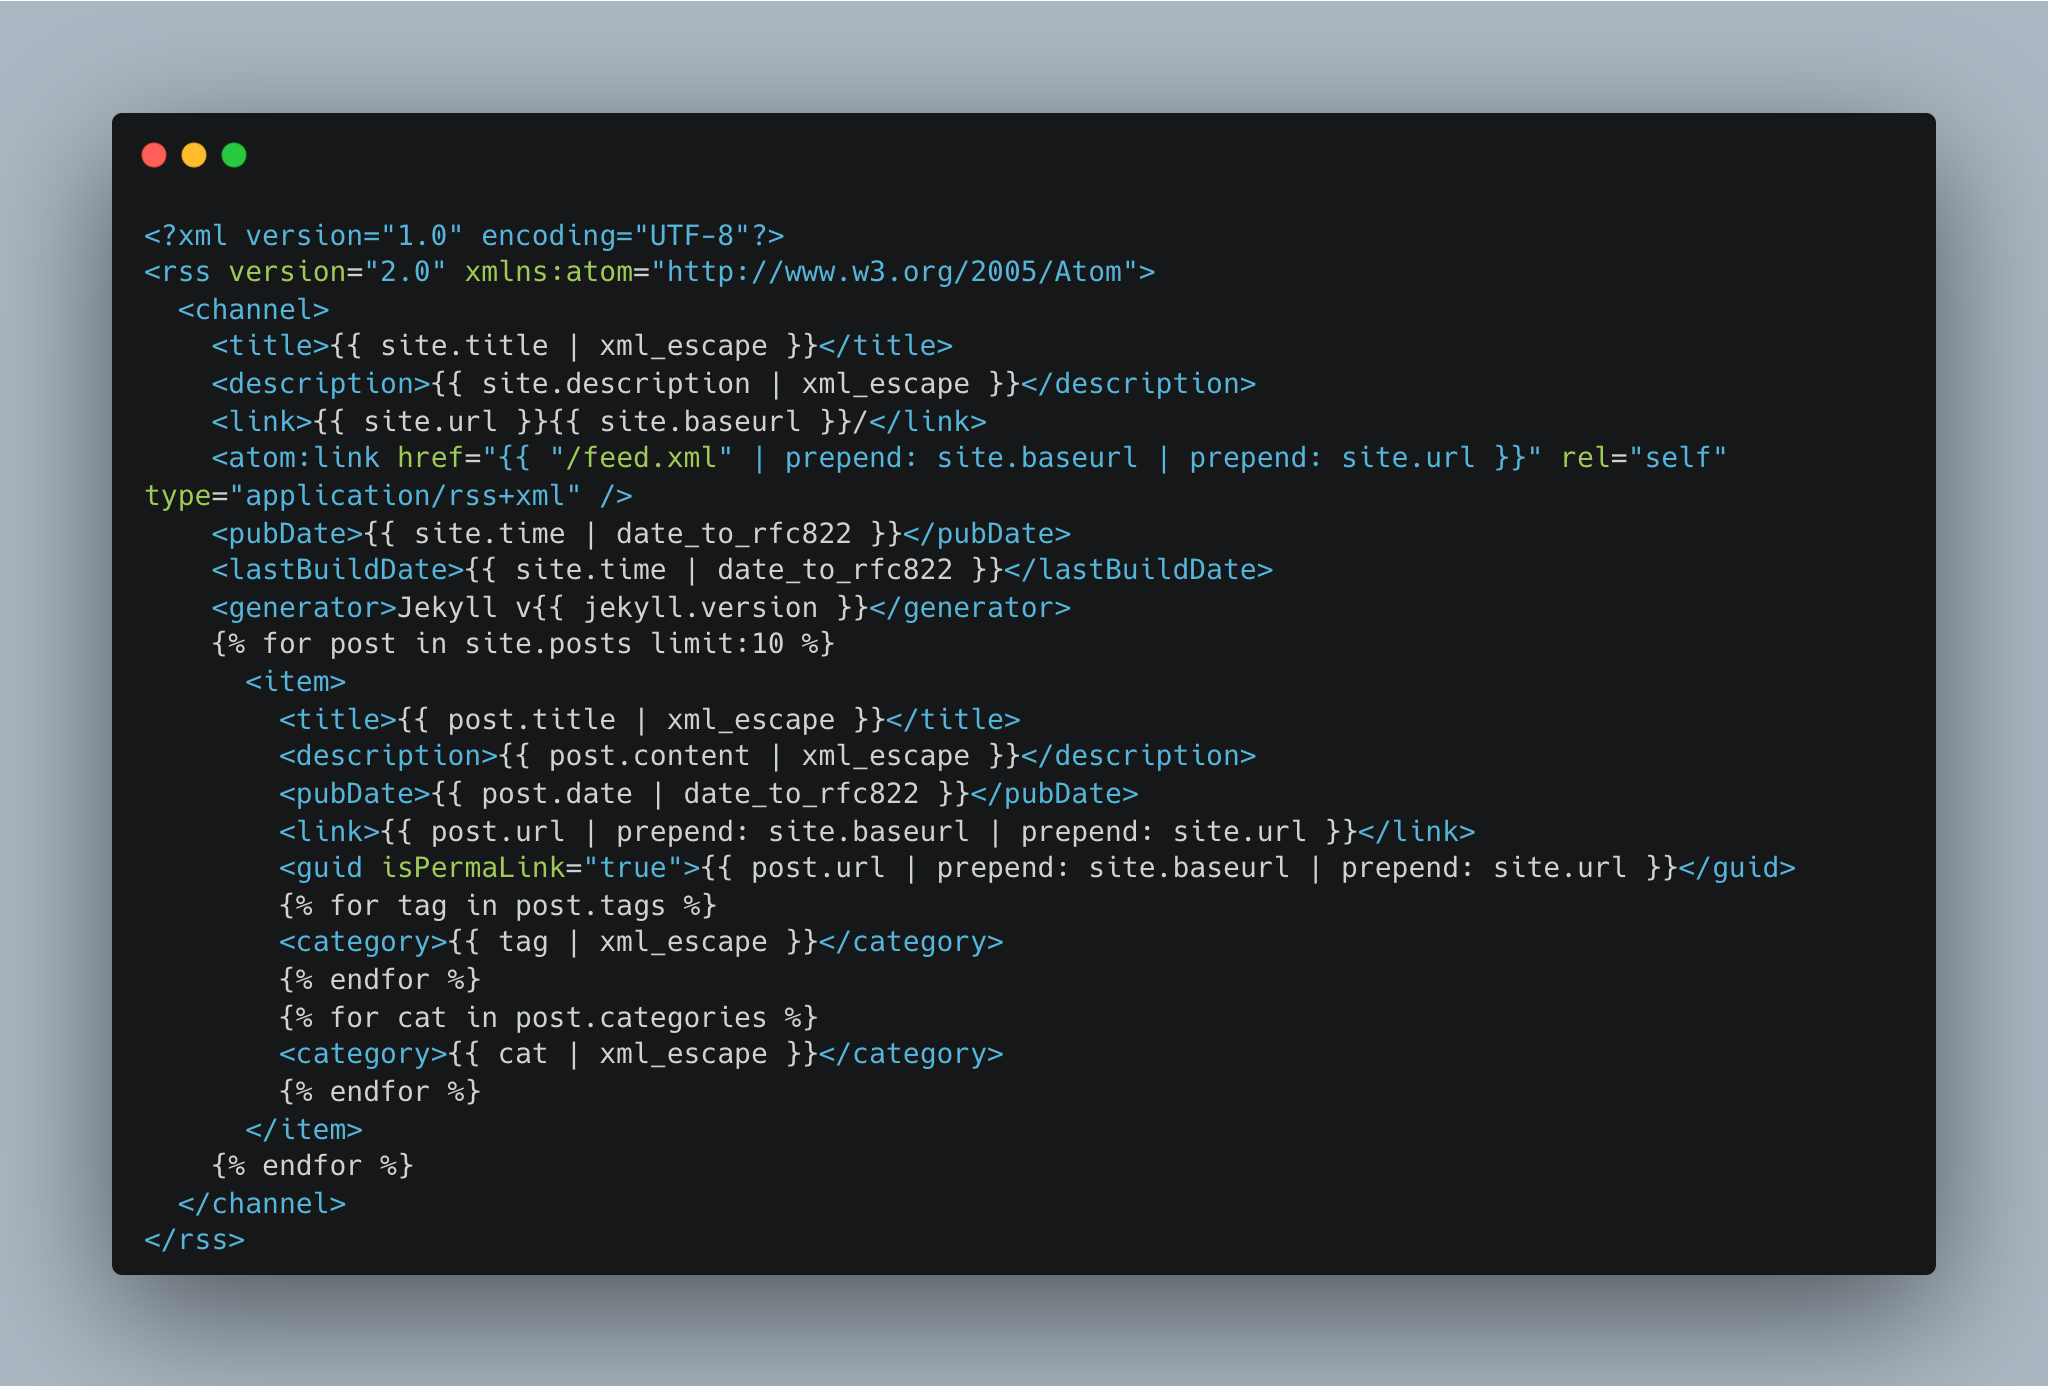 <?xml version="1.0" encoding="UTF-8"?>
<rss version="2.0" xmlns:atom="http://www.w3.org/2005/Atom">
  <channel>
    <title>{{ site.title | xml_escape }}</title>
    <description>{{ site.description | xml_escape }}</description>
    <link>{{ site.url }}{{ site.baseurl }}/</link>
    <atom:link href="{{ "/feed.xml" | prepend: site.baseurl | prepend: site.url }}" rel="self"
type="application/rss+xml" />
    <pubDate>{{ site.time | date_to_rfc822 }}</pubDate>
    <lastBuildDate>{{ site.time | date_to_rfc822 }}</lastBuildDate>
    <generator>Jekyll v{{ jekyll.version }}</generator>
    {% for post in site.posts limit:10 %}
      <item>
        <title>{{ post.title | xml_escape }}</title>
        <description>{{ post.content | xml_escape }}</description>
        <pubDate>{{ post.date | date_to_rfc822 }}</pubDate>
        <link>{{ post.url | prepend: site.baseurl | prepend: site.url }}</link>
        <guid isPermaLink="true">{{ post.url | prepend: site.baseurl | prepend: site.url }}</guid>
        {% for tag in post.tags %}
        <category>{{ tag | xml_escape }}</category>
        {% endfor %}
        {% for cat in post.categories %}
        <category>{{ cat | xml_escape }}</category>
        {% endfor %}
      </item>
    {% endfor %}
  </channel>
</rss>